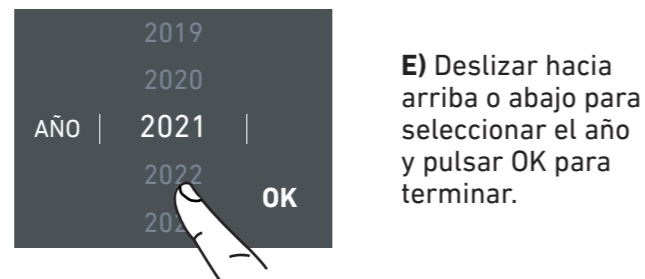 2019
2020
AÑO | 2021 |
2022
OK
E) Deslizar hacia
arriba o abajo para
seleccionar el año
y pulsar OK para
terminar.